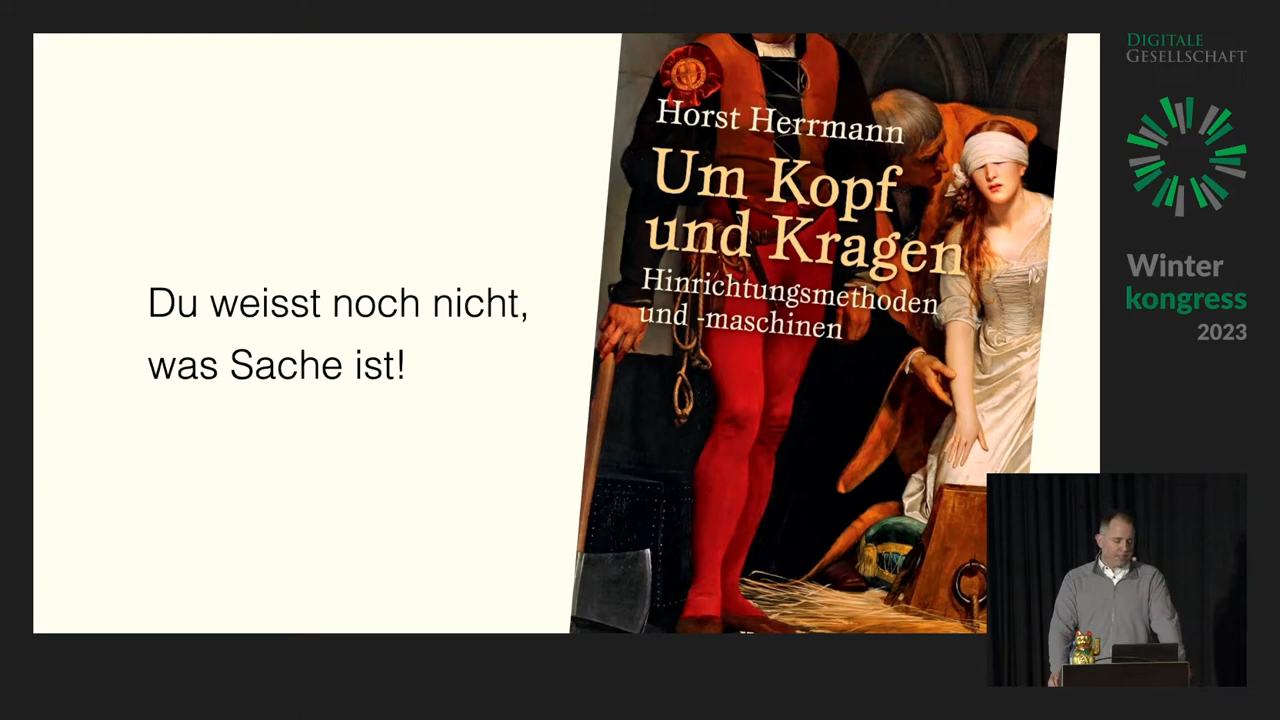 Du weisst noch nicht,
was Sache ist!
Horst Herrmann
Um Kopf
und Kragen
Hinrichtungsmethoden
und -maschinen
DIGITALE
GESELLSCHAFT
Winter
kongress
2023